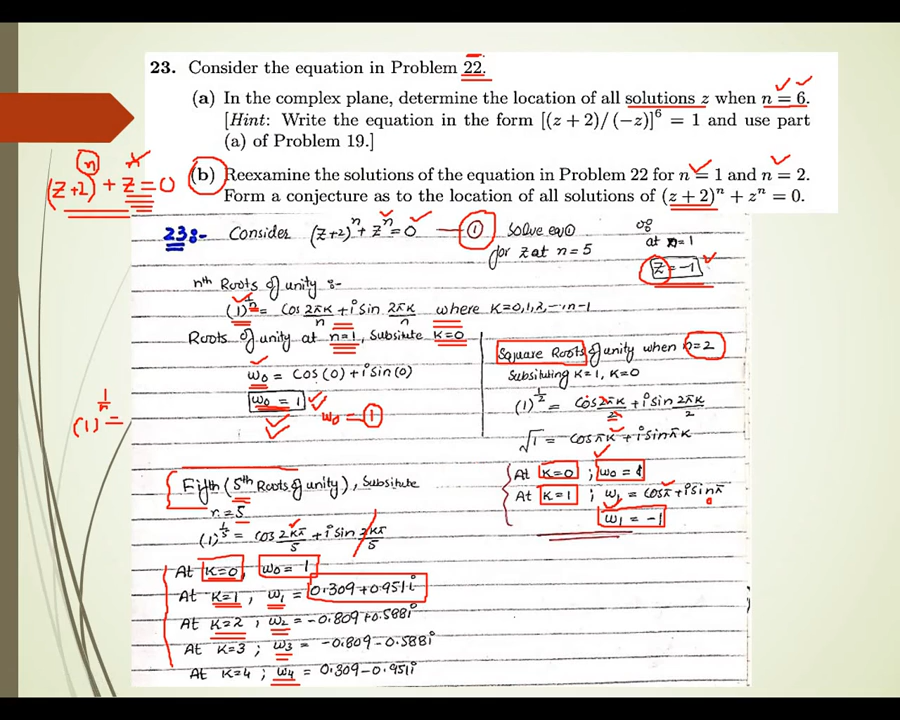 23. Consider the equation in Problem 22.
(a) In the complex plane, determine the location of all solutions z when n = 6.
[Hint: Write the equation in the form [(z + 2)/(−z)]⁶ = 1 and use part
(a) of Problem 19.]
(b) Reexamine the solutions of the equation in Problem 22 for n = 1 and n = 2.
Form a conjecture as to the location of all solutions of (z + 2)ⁿ + zⁿ = 0.
(z+2)ⁿ + z = 0
23:- Consider (z+2)ⁿ + zⁿ = 0 — ① Solve eq①
for z at n = 5
at n=1
z = -1
nth Roots of unity :-
(1)^1/n = Cos 2πK/n + i Sin 2πK/n where K=0,1,2,--, n-1
Roots of unity at n=1, Subsitute K=0
w₀ = Cos(0) + i Sin(0)
w₀ = 1
w₀ = ①
(1)^1/n =
Square Roots of unity when n=2
Subsituting K=1, K=0
(1)^1/2 = Cos 2πK/2 + i Sin 2πK/2
√1 = Cos πK + i Sin πK
At K=0 ; w₀ = 1
At K=1 ; w₁ = Cos π + i Sin π
w₁ = -1
Fifth (5th Roots of unity), Subsitute
n = 5
(1)^1/5 = Cos 2Kπ/5 + i Sin 2Kπ/5
At K=0, w₀ = 1
At K=1, w₁ = 0.309 + 0.951i
At K=2 ; w₂ = -0.809 + 0.588i
At K=3 ; w₃ = -0.809 - 0.588i
At K=4 ; w₄ = 0.309 - 0.951i